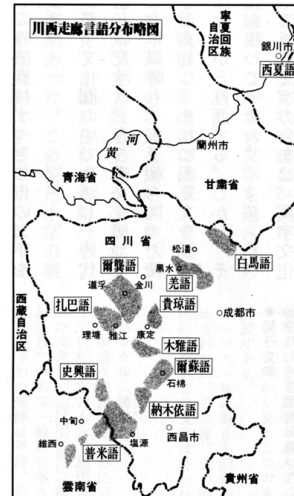 川西走廊言語分布略図
寧夏回族
自治区
銀川市
西夏語
河
黄
蘭州市
青海省
甘粛省
四川省
松潘
白馬語
黒水
羌語
爾龔語
道孚
金川
扎巴語
貴瓊語
成都市
西蔵自治区
理塘
雅江
康定
木雅語
史興語
爾蘇語
石棉
納木依語
中甸
西昌市
維西
普米語
塩源
雲南省
貴州省